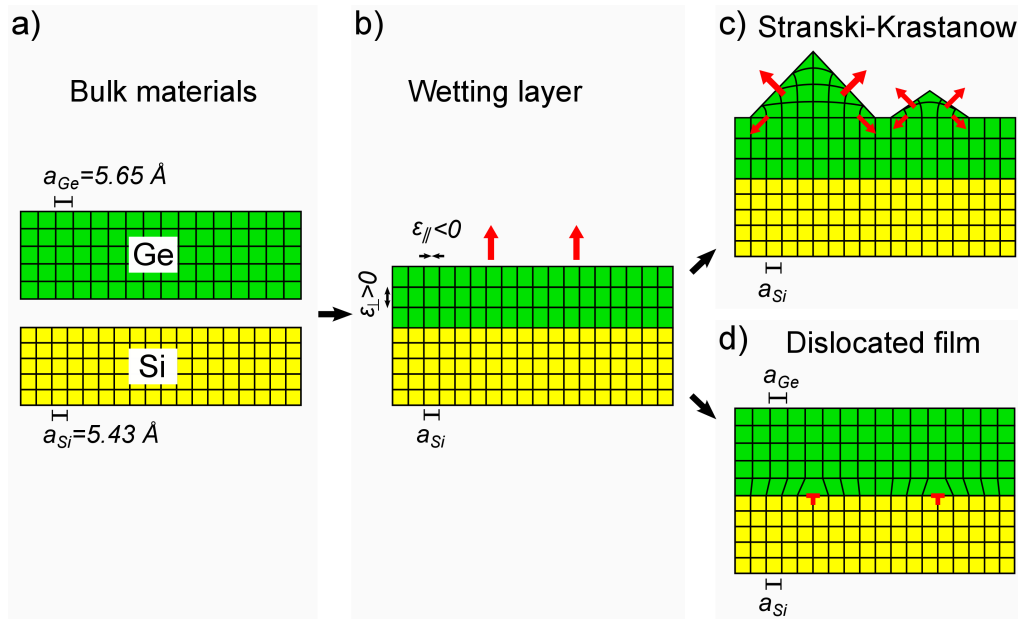 a)
Bulk materials
aGe=5.65 Å
Ge
Si
aSi=5.43 Å
b)
Wetting layer
ε//<0
ε⊥>0
aSi
c)
Stranski-Krastanow
aSi
d)
Dislocated film
aGe
aSi